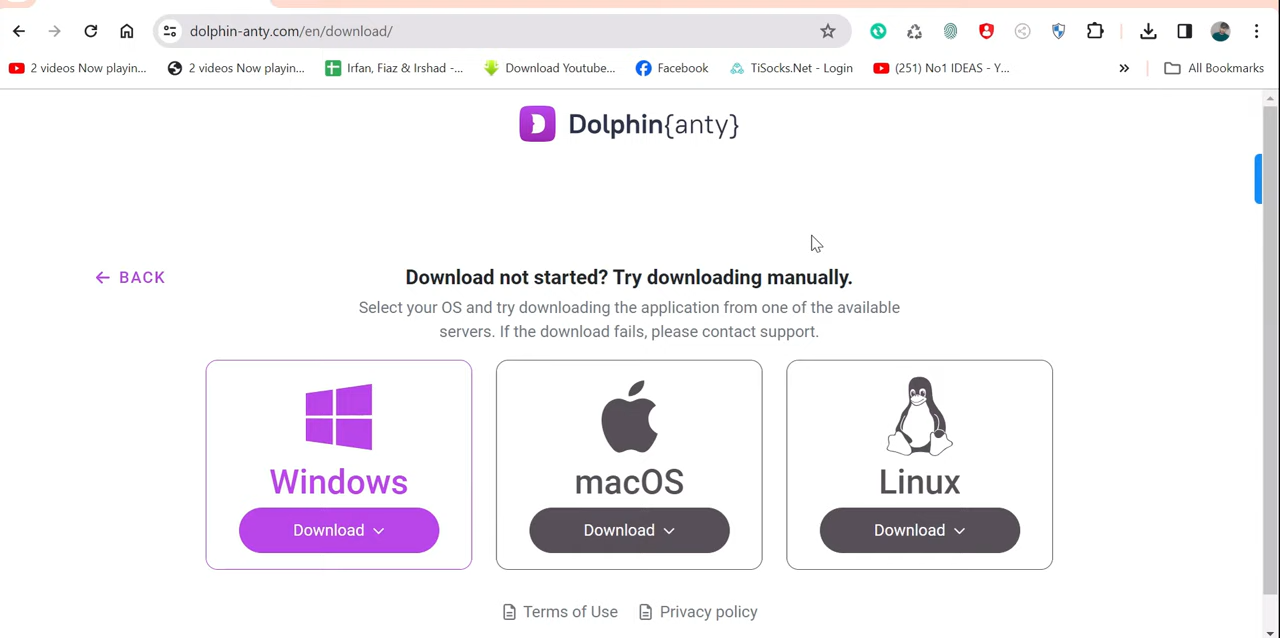 dolphin-anty.com/en/download/
2 videos Now playin... 2 videos Now playin... Irfan, Fiaz & Irshad -... Download Youtube... Facebook TiSocks.Net - Login (251) No1 IDEAS - Y... » All Bookmarks
Dolphin{anty}
← BACK
Download not started? Try downloading manually.
Select your OS and try downloading the application from one of the available
servers. If the download fails, please contact support.
Windows macOS Linux
Download Download Download
Terms of Use Privacy policy